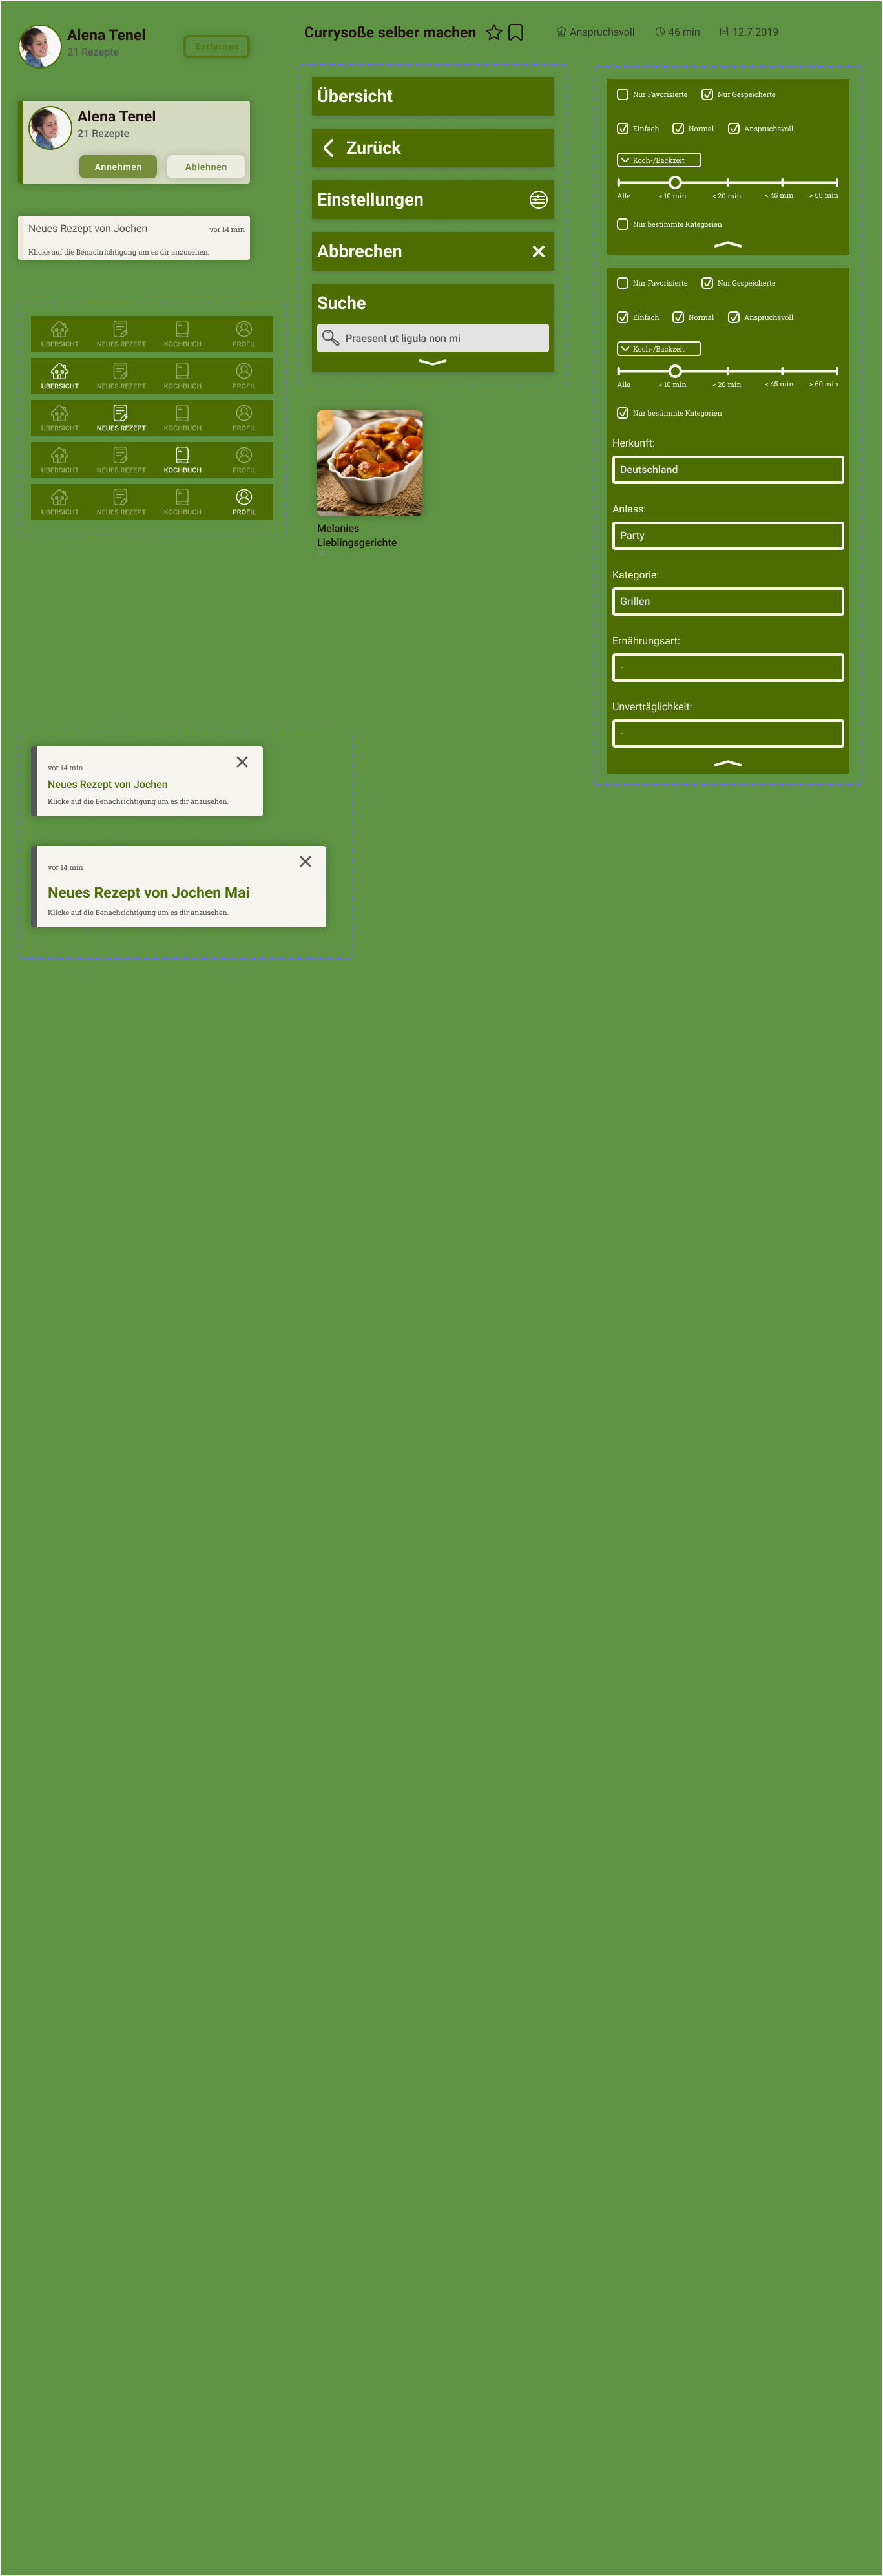 Alena Tenel
21 Rezepte
Entfernen
Alena Tenel
21 Rezepte
Annehmen Ablehnen
Neues Rezept von Jochen vor 14 min
Klicke auf die Benachrichtigung um es dir anzusehen.
ÜBERSICHT NEUES REZEPT KOCHBUCH PROFIL
ÜBERSICHT NEUES REZEPT KOCHBUCH PROFIL
ÜBERSICHT NEUES REZEPT KOCHBUCH PROFIL
ÜBERSICHT NEUES REZEPT KOCHBUCH PROFIL
ÜBERSICHT NEUES REZEPT KOCHBUCH PROFIL
Currysoße selber machen Anspruchsvoll 46 min 12.7.2019
Übersicht
Zurück
Einstellungen
Abbrechen
Suche
Praesent ut ligula non mi
Melanies
Lieblingsgerichte
Nur Favorisierte Nur Gespeicherte
Einfach Normal Anspruchsvoll
Koch-/Backzeit
Alle < 10 min < 20 min < 45 min > 60 min
Nur bestimmte Kategorien
Nur Favorisierte Nur Gespeicherte
Einfach Normal Anspruchsvoll
Koch-/Backzeit
Alle < 10 min < 20 min < 45 min > 60 min
Nur bestimmte Kategorien
Herkunft:
Deutschland
Anlass:
Party
Kategorie:
Grillen
Ernährungsart:
-
Unverträglichkeit:
-
vor 14 min
Neues Rezept von Jochen
Klicke auf die Benachrichtigung um es dir anzusehen.
vor 14 min
Neues Rezept von Jochen Mai
Klicke auf die Benachrichtigung um es dir anzusehen.